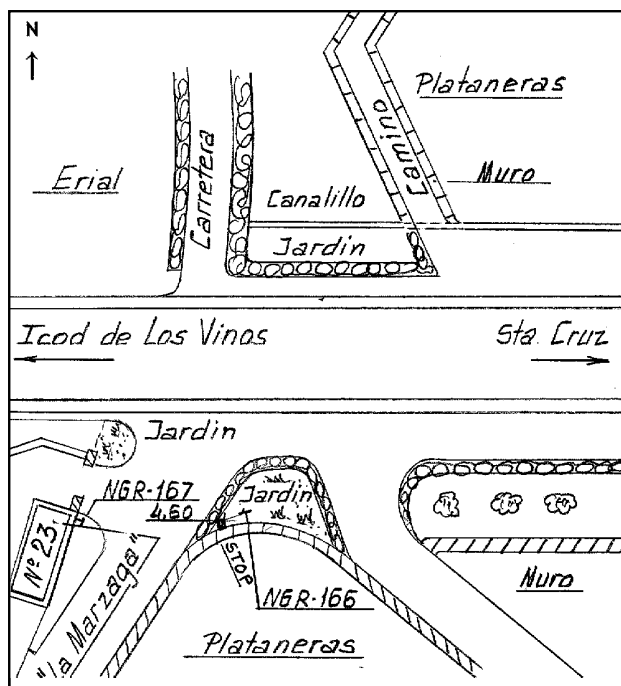 N
Plataneras
Camino
Muro
Erial
Carretera
Canalillo
Jardin
Icod de Los Vinos
Sta. Cruz
Jardin
NGR-167
4,60
Jardin
Nº 23.
STOP
NGR-166
Muro
"La Marzaga"
Plataneras